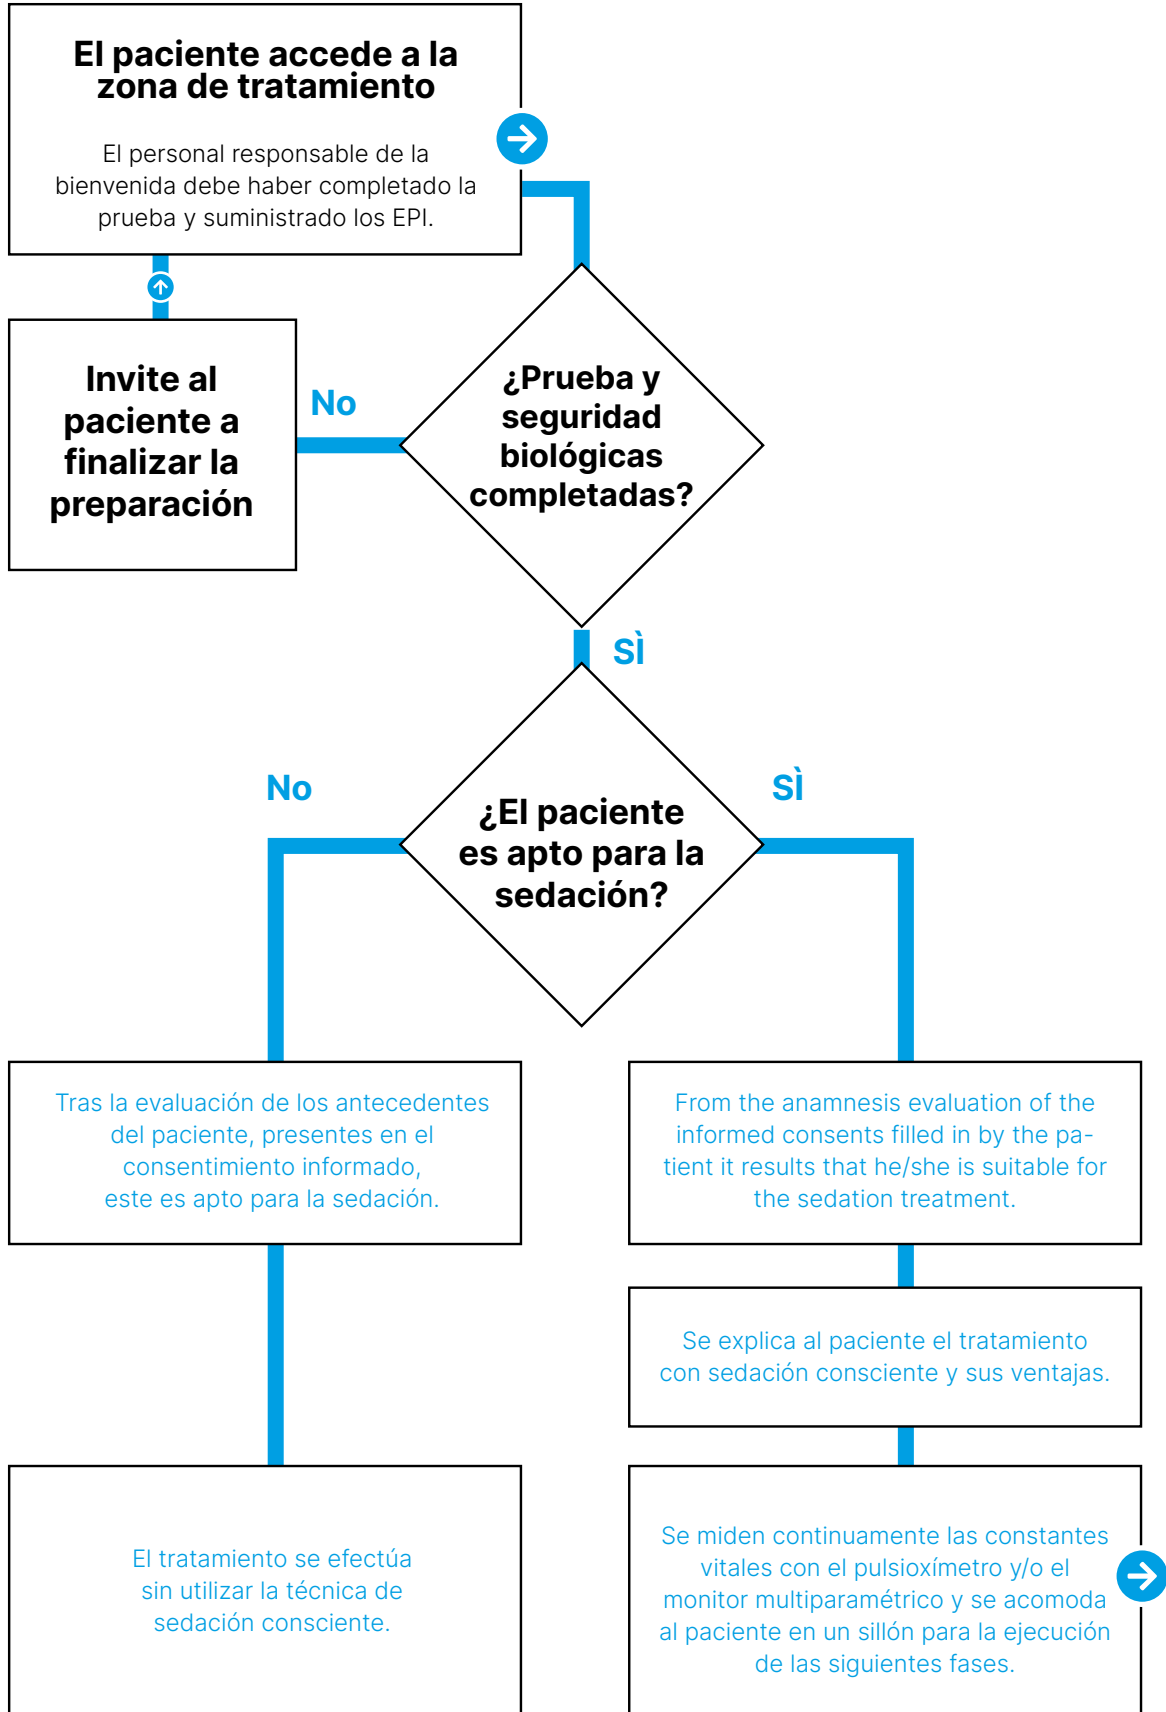 El paciente accede a la
zona de tratamiento
El personal responsable de la
bienvenida debe haber completado la
prueba y suministrado los EPI.
Invite al
paciente a
finalizar la
preparación
No
¿Prueba y
seguridad
biológicas
completadas?
SÌ
No
¿El paciente
es apto para la
sedación?
SÌ
Tras la evaluación de los antecedentes
del paciente, presentes en el
consentimiento informado,
este es apto para la sedación.
From the anamnesis evaluation of the
informed consents filled in by the pa-
tient it results that he/she is suitable for
the sedation treatment.
Se explica al paciente el tratamiento
con sedación consciente y sus ventajas.
El tratamiento se efectúa
sin utilizar la técnica de
sedación consciente.
Se miden continuamente las constantes
vitales con el pulsioxímetro y/o el
monitor multiparamétrico y se acomoda
al paciente en un sillón para la ejecución
de las siguientes fases.